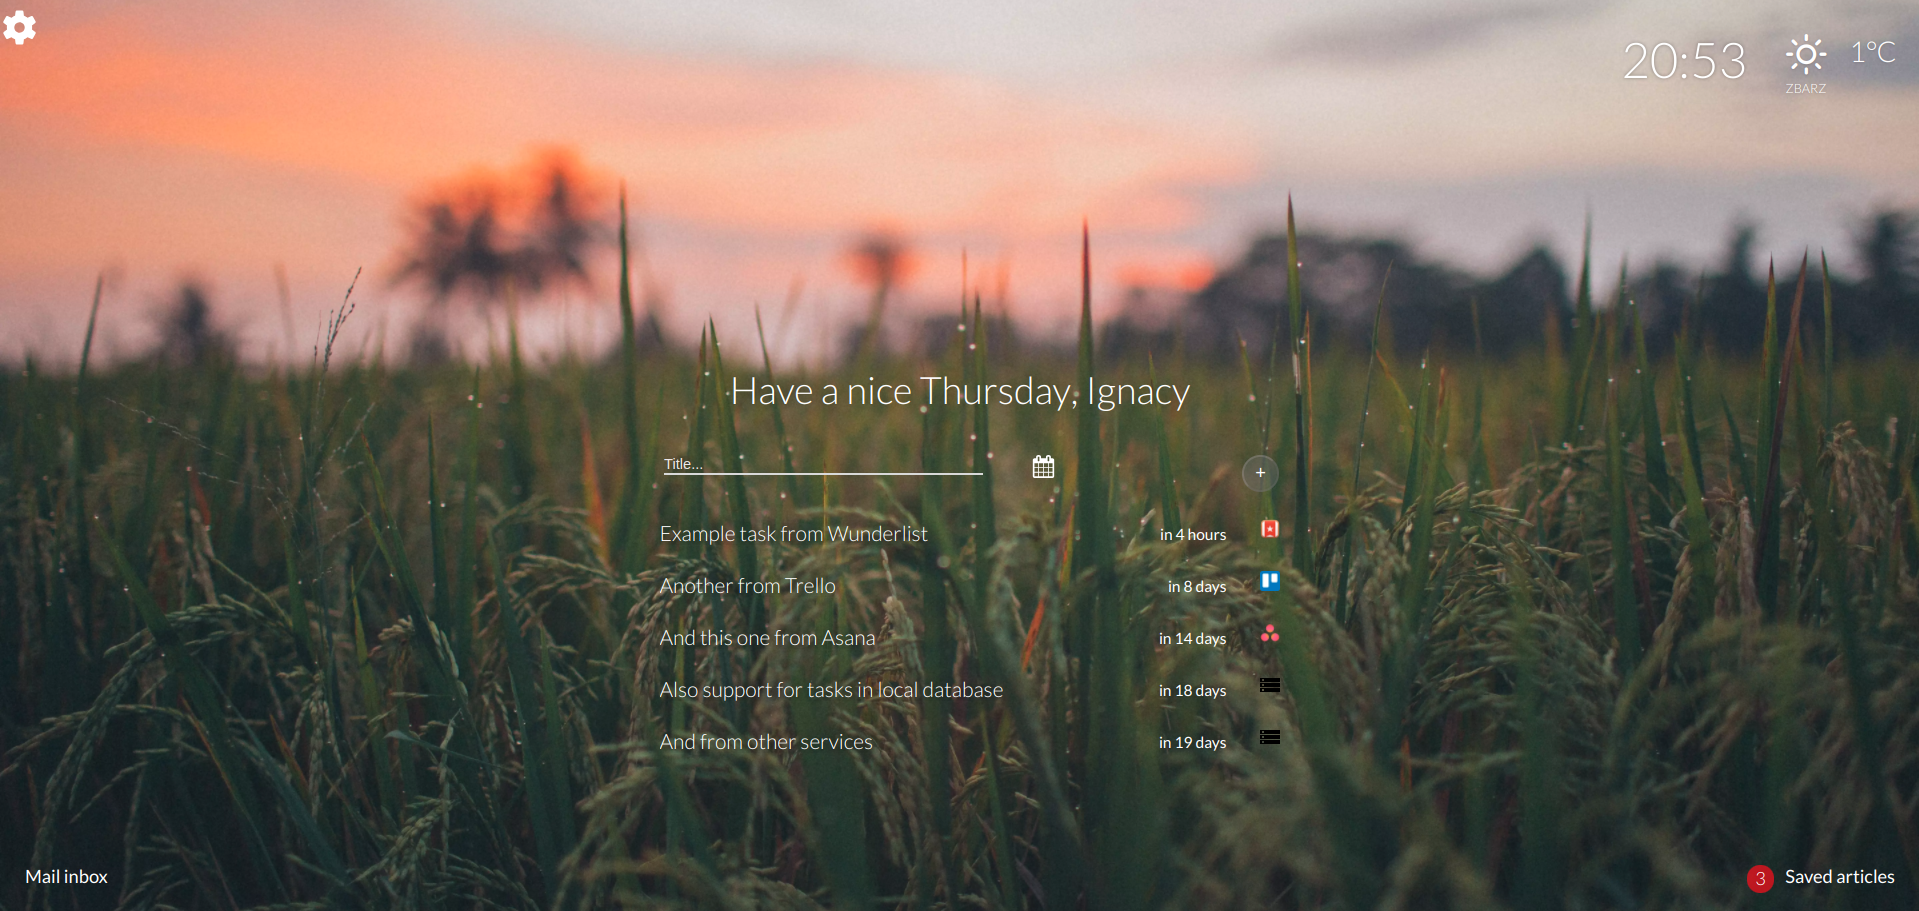 20:53
1°C
ZBARZ
Have a nice Thursday, Ignacy
Title...
+
Example task from Wunderlist in 4 hours
Another from Trello in 8 days
And this one from Asana in 14 days
Also support for tasks in local database in 18 days
And from other services in 19 days
Mail inbox
3 Saved articles